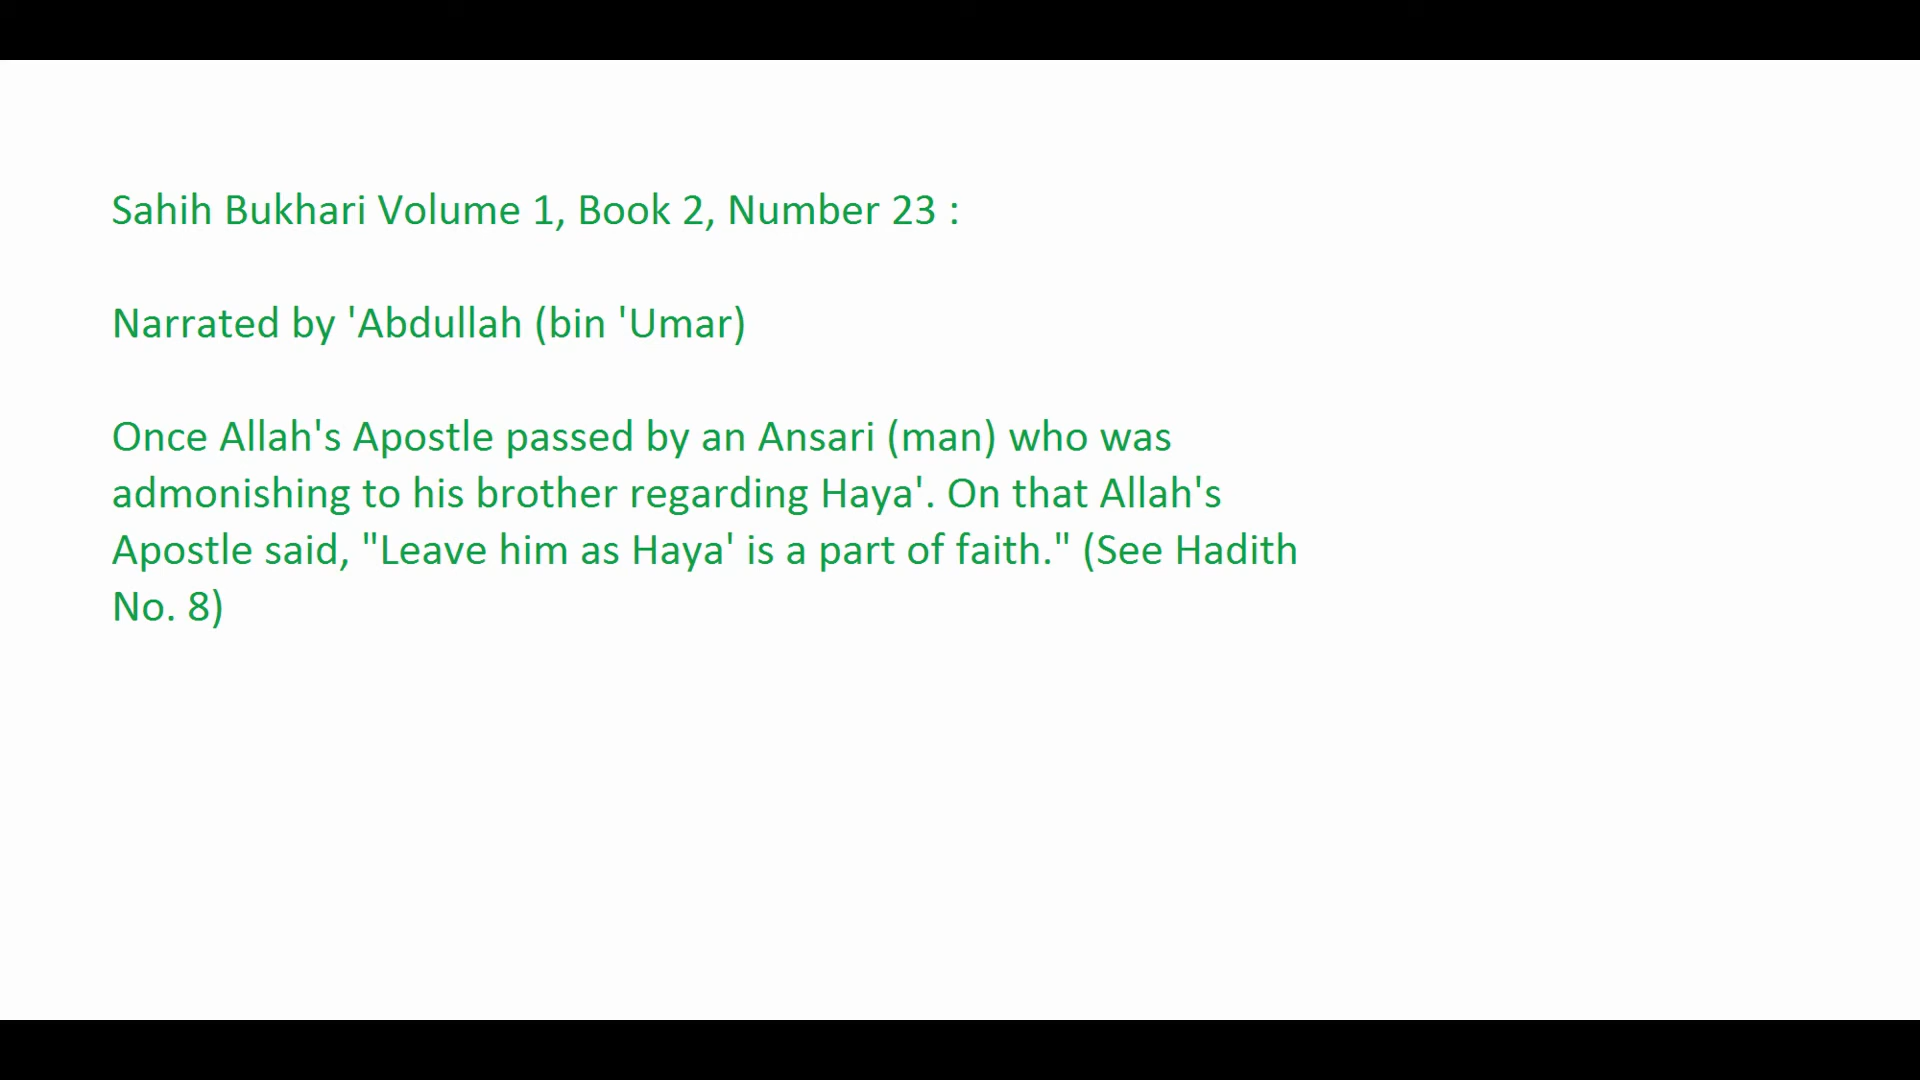 Sahih Bukhari Volume 1, Book 2, Number 23 :
Narrated by 'Abdullah (bin 'Umar)
Once Allah's Apostle passed by an Ansari (man) who was
admonishing to his brother regarding Haya'. On that Allah's
Apostle said, "Leave him as Haya' is a part of faith." (See Hadith
No. 8)